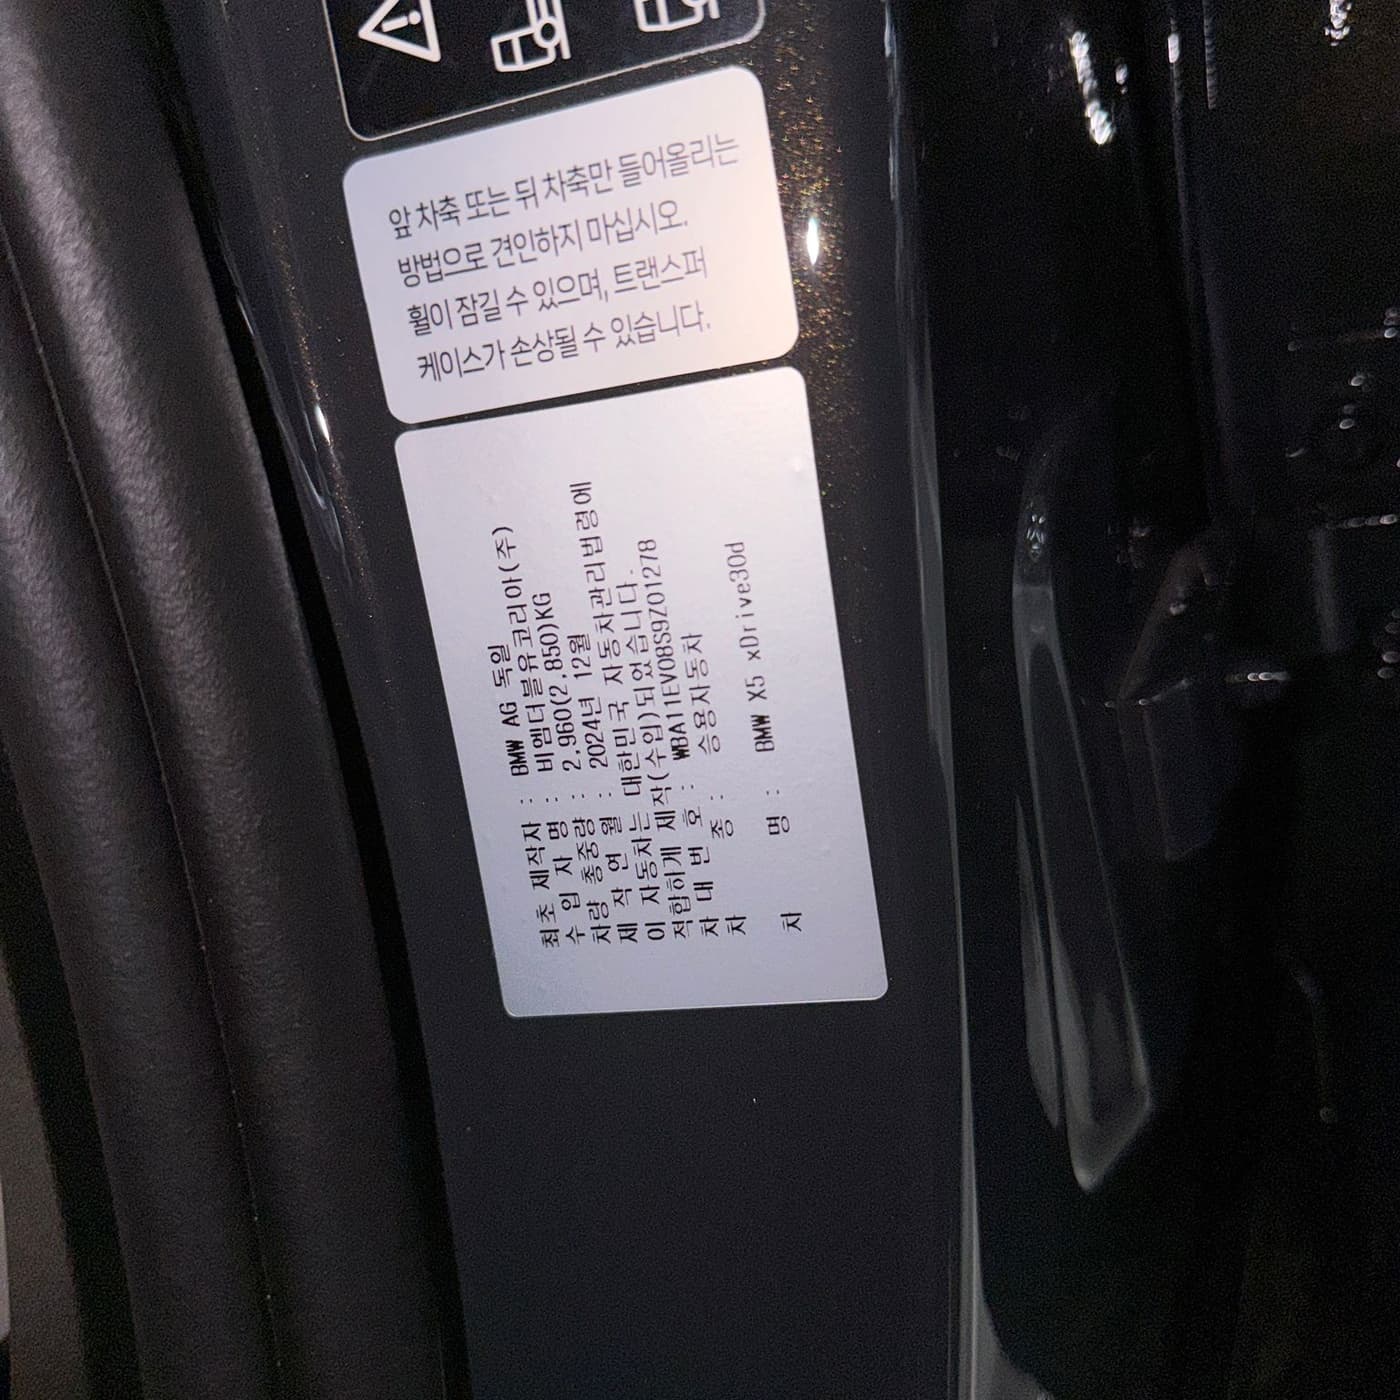 앞 차축 또는 뒤 차축만 들어올리는
방법으로 견인하지 마십시오.
휠이 잠길 수 있으며, 트랜스퍼
케이스가 손상될 수 있습니다.
최초 제작자 : BMW AG 독일
수 입 자 명 : 비엠더블유코리아(주)
차량 총중량 : 2,960(2,850)KG
제 작 연 월 : 2024년 12월
이 자동차는 대한민국 자동차관리법령에
적합하게 제작(수입)되었습니다.
차 대 번 호 : WBA11EV08S9Z01278
차 종 : 승용자동차
차 명 : BMW X5 xDrive30d